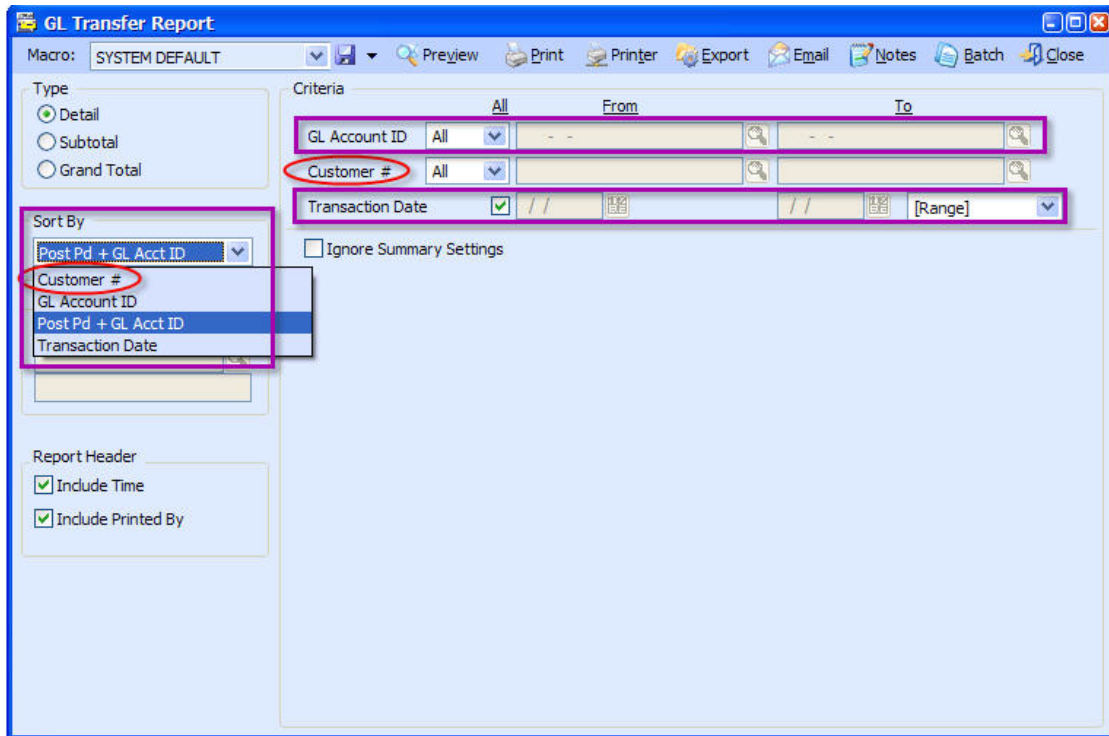 GL Transfer Report
Macro: SYSTEM DEFAULT Preview Print Printer Export Email Notes Batch Close
Type
Detail
Subtotal
Grand Total
Sort By
Post Pd + GL Acct ID
Customer #
GL Account ID
Post Pd + GL Acct ID
Transaction Date
Report Header
Include Time
Include Printed By
Criteria
All From To
GL Account ID All - - - -
Customer # All
Transaction Date / / / / [Range]
Ignore Summary Settings